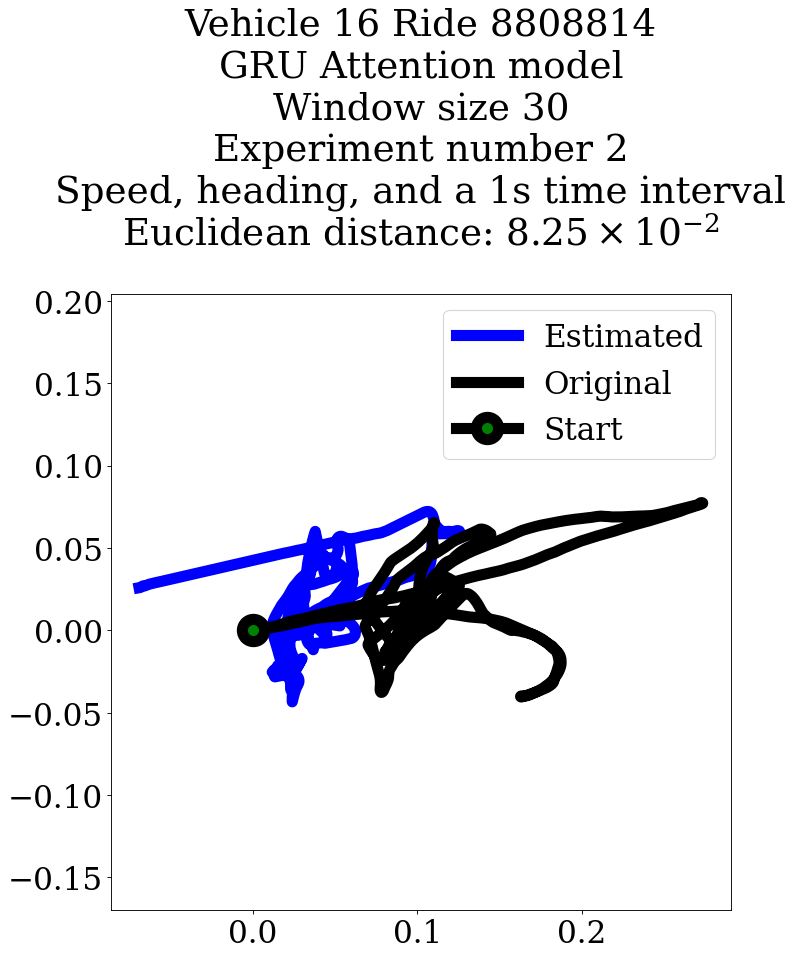 Vehicle 16 Ride 8808814
GRU Attention model
Window size 30
Experiment number 2
Speed, heading, and a 1s time interval
Euclidean distance: 8.25 × 10⁻²
Estimated
Original
Start
0.20
0.15
0.10
0.05
0.00
−0.05
−0.10
−0.15
0.0
0.1
0.2